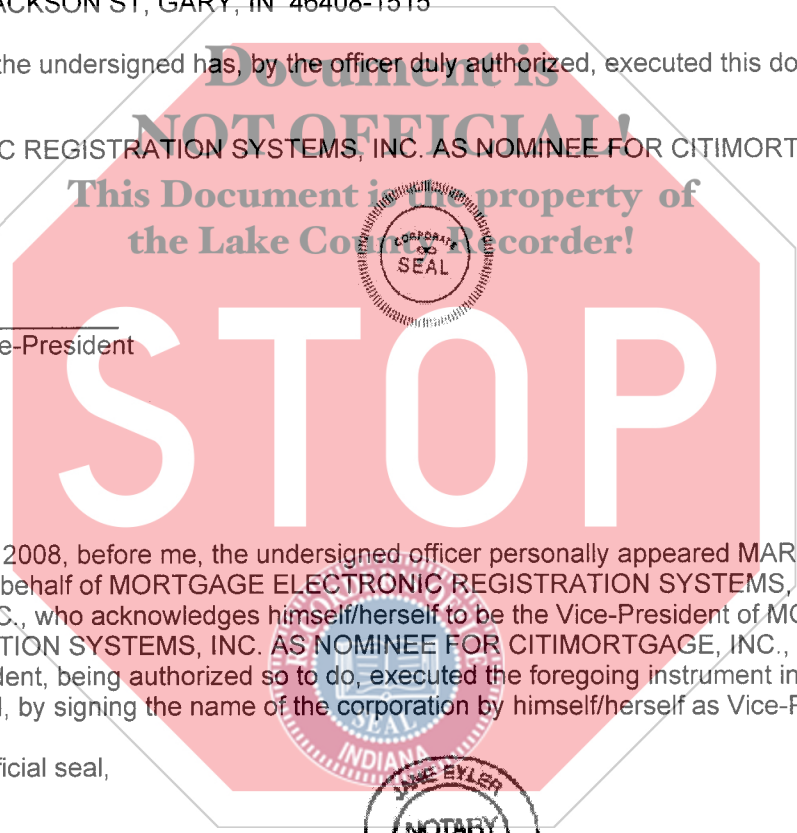 ACKSON ST, GARY, IN 46408-1515
Document is
the undersigned has, by the officer duly authorized, executed this do
NOT OFFICIAL!
C REGISTRATION SYSTEMS, INC. AS NOMINEE FOR CITIMORT
This Document is the property of
the Lake County Recorder!
CORPORATE
SEAL
e-President
STOP
2008, before me, the undersigned officer personally appeared MAR
behalf of MORTGAGE ELECTRONIC REGISTRATION SYSTEMS,
C., who acknowledges himself/herself to be the Vice-President of MO
TION SYSTEMS, INC. AS NOMINEE FOR CITIMORTGAGE, INC.,
dent, being authorized so to do, executed the foregoing instrument in
, by signing the name of the corporation by himself/herself as Vice-P
SEAL
INDIANA
ficial seal,
JANE EYLER
NOTARY